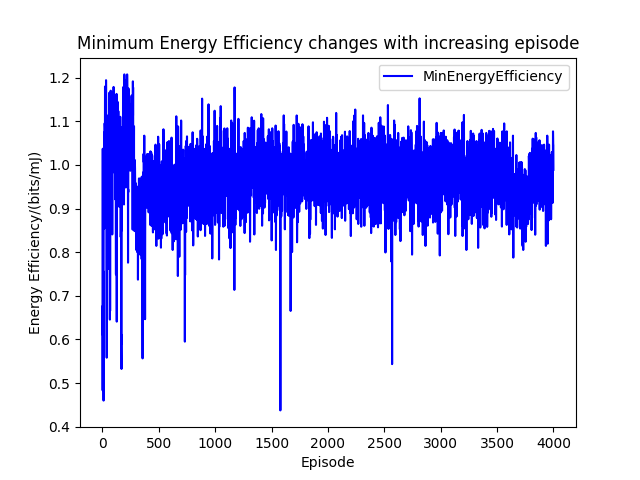 Minimum Energy Efficiency changes with increasing episode
MinEnergyEfficiency
1.2
1.1
1.0
0.9
0.8
0.7
0.6
0.5
0.4
Energy Efficiency/(bits/mJ)
0 500 1000 1500 2000 2500 3000 3500 4000
Episode